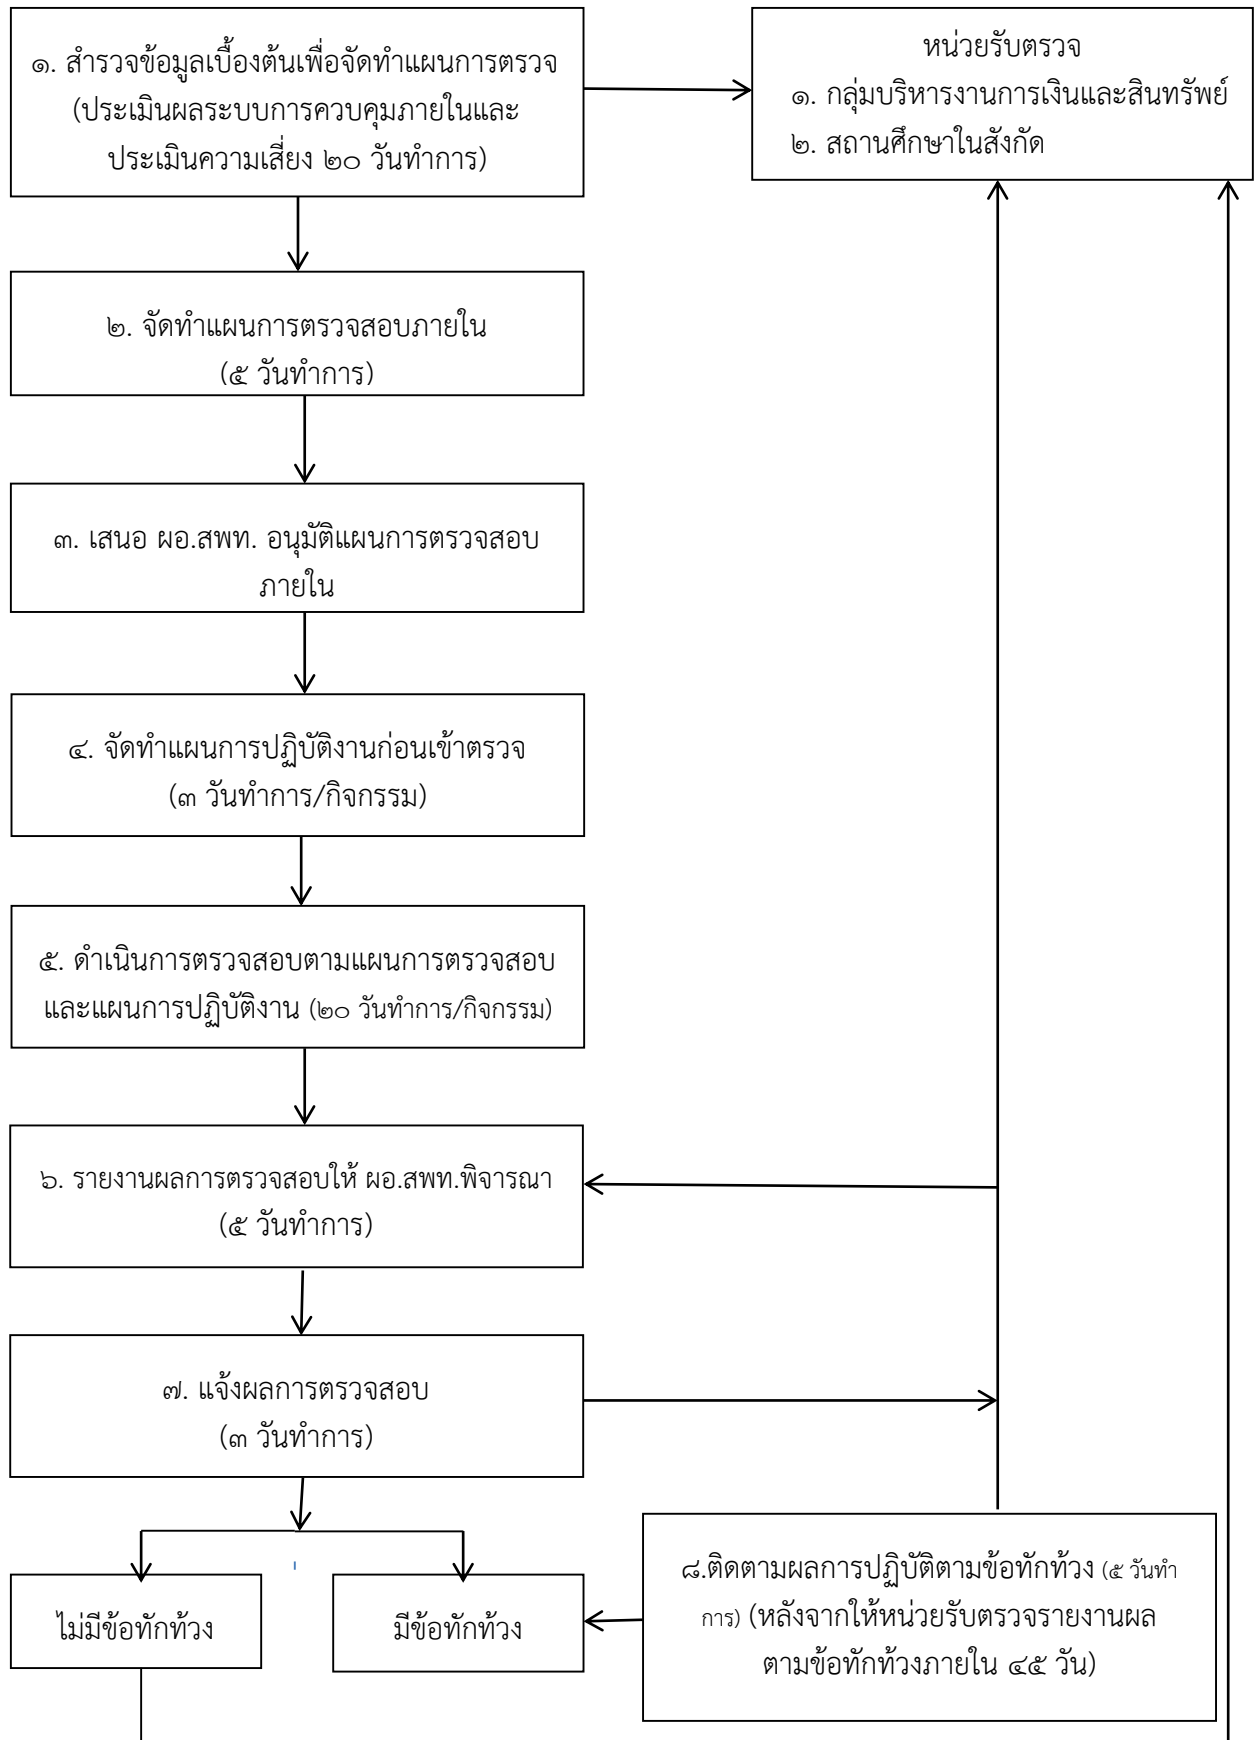 ๑. สำรวจข้อมูลเบื้องต้นเพื่อจัดทำแผนการตรวจ
(ประเมินผลระบบการควบคุมภายในและ
ประเมินความเสี่ยง ๒๐ วันทำการ)
หน่วยรับตรวจ
๑. กลุ่มบริหารงานการเงินและสินทรัพย์
๒. สถานศึกษาในสังกัด
๒. จัดทำแผนการตรวจสอบภายใน
(๕ วันทำการ)
๓. เสนอ ผอ.สพท. อนุมัติแผนการตรวจสอบ
ภายใน
๔. จัดทำแผนการปฏิบัติงานก่อนเข้าตรวจ
(๓ วันทำการ/กิจกรรม)
๕. ดำเนินการตรวจสอบตามแผนการตรวจสอบ
และแผนการปฏิบัติงาน (๒๐ วันทำการ/กิจกรรม)
๖. รายงานผลการตรวจสอบให้ ผอ.สพท.พิจารณา
(๕ วันทำการ)
๗. แจ้งผลการตรวจสอบ
(๓ วันทำการ)
ไม่มีข้อทักท้วง
มีข้อทักท้วง
๘.ติดตามผลการปฏิบัติตามข้อทักท้วง (๕ วันทำ
การ) (หลังจากให้หน่วยรับตรวจรายงานผล
ตามข้อทักท้วงภายใน ๔๕ วัน)